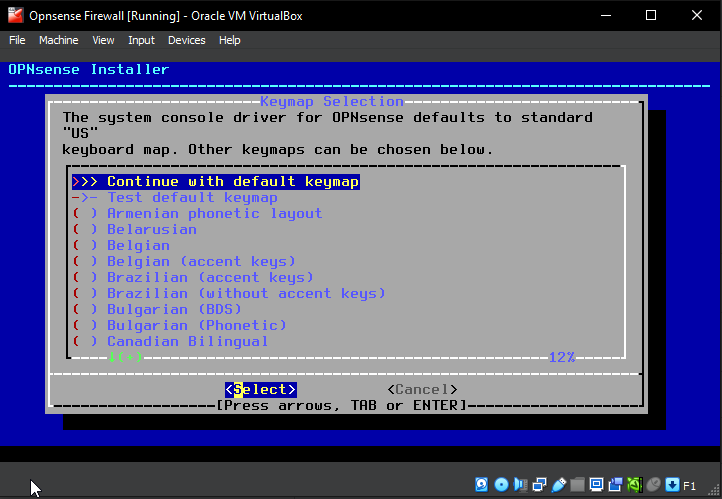 Opnsense Firewall [Running] - Oracle VM VirtualBox
File Machine View Input Devices Help
OPNsense Installer
Keymap Selection
The system console driver for OPNsense defaults to standard
"US"
keyboard map. Other keymaps can be chosen below.
>>> Continue with default keymap
->- Test default keymap
( ) Armenian phonetic layout
( ) Belarusian
( ) Belgian
( ) Belgian (accent keys)
( ) Brazilian (accent keys)
( ) Brazilian (without accent keys)
( ) Bulgarian (BDS)
( ) Bulgarian (Phonetic)
( ) Canadian Bilingual
↓(+) 12%
<Select> <Cancel>
[Press arrows, TAB or ENTER]
F1